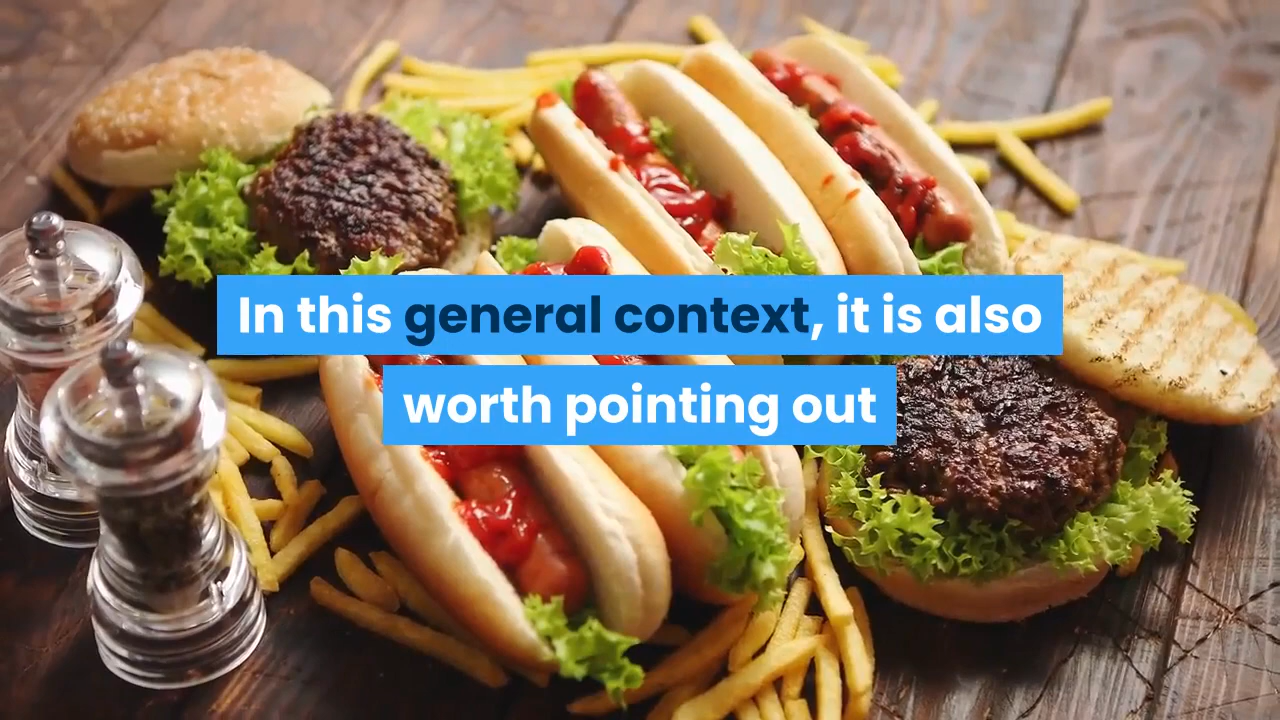 In this general context, it is also
worth pointing out